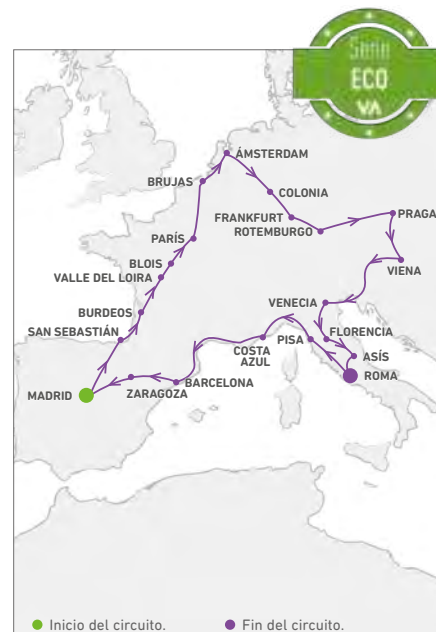 Serie
ECO
VA
ÁMSTERDAM
BRUJAS
COLONIA
FRANKFURT
ROTEMBURGO
PRAGA
PARÍS
BLOIS
VALLE DEL LOIRA
VIENA
BURDEOS
VENECIA
SAN SEBASTIÁN
FLORENCIA
COSTA
AZUL
PISA
ASÍS
MADRID
ZARAGOZA
BARCELONA
ROMA
Inicio del circuito.
Fin del circuito.